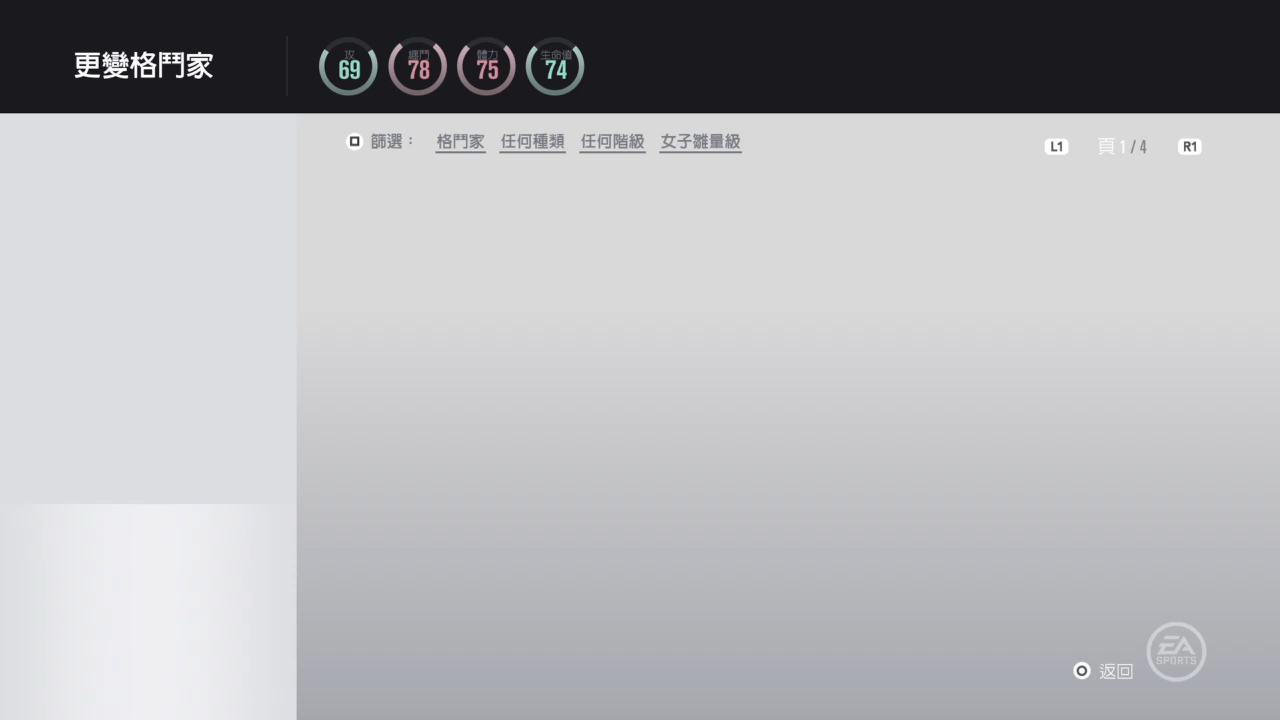 更變格鬥家
攻
69
纏鬥
78
體力
75
生命值
74
篩選： 格鬥家 任何種類 任何階級 女子雛量級
L1 頁 1 / 4 R1
返回
EA
SPORTS